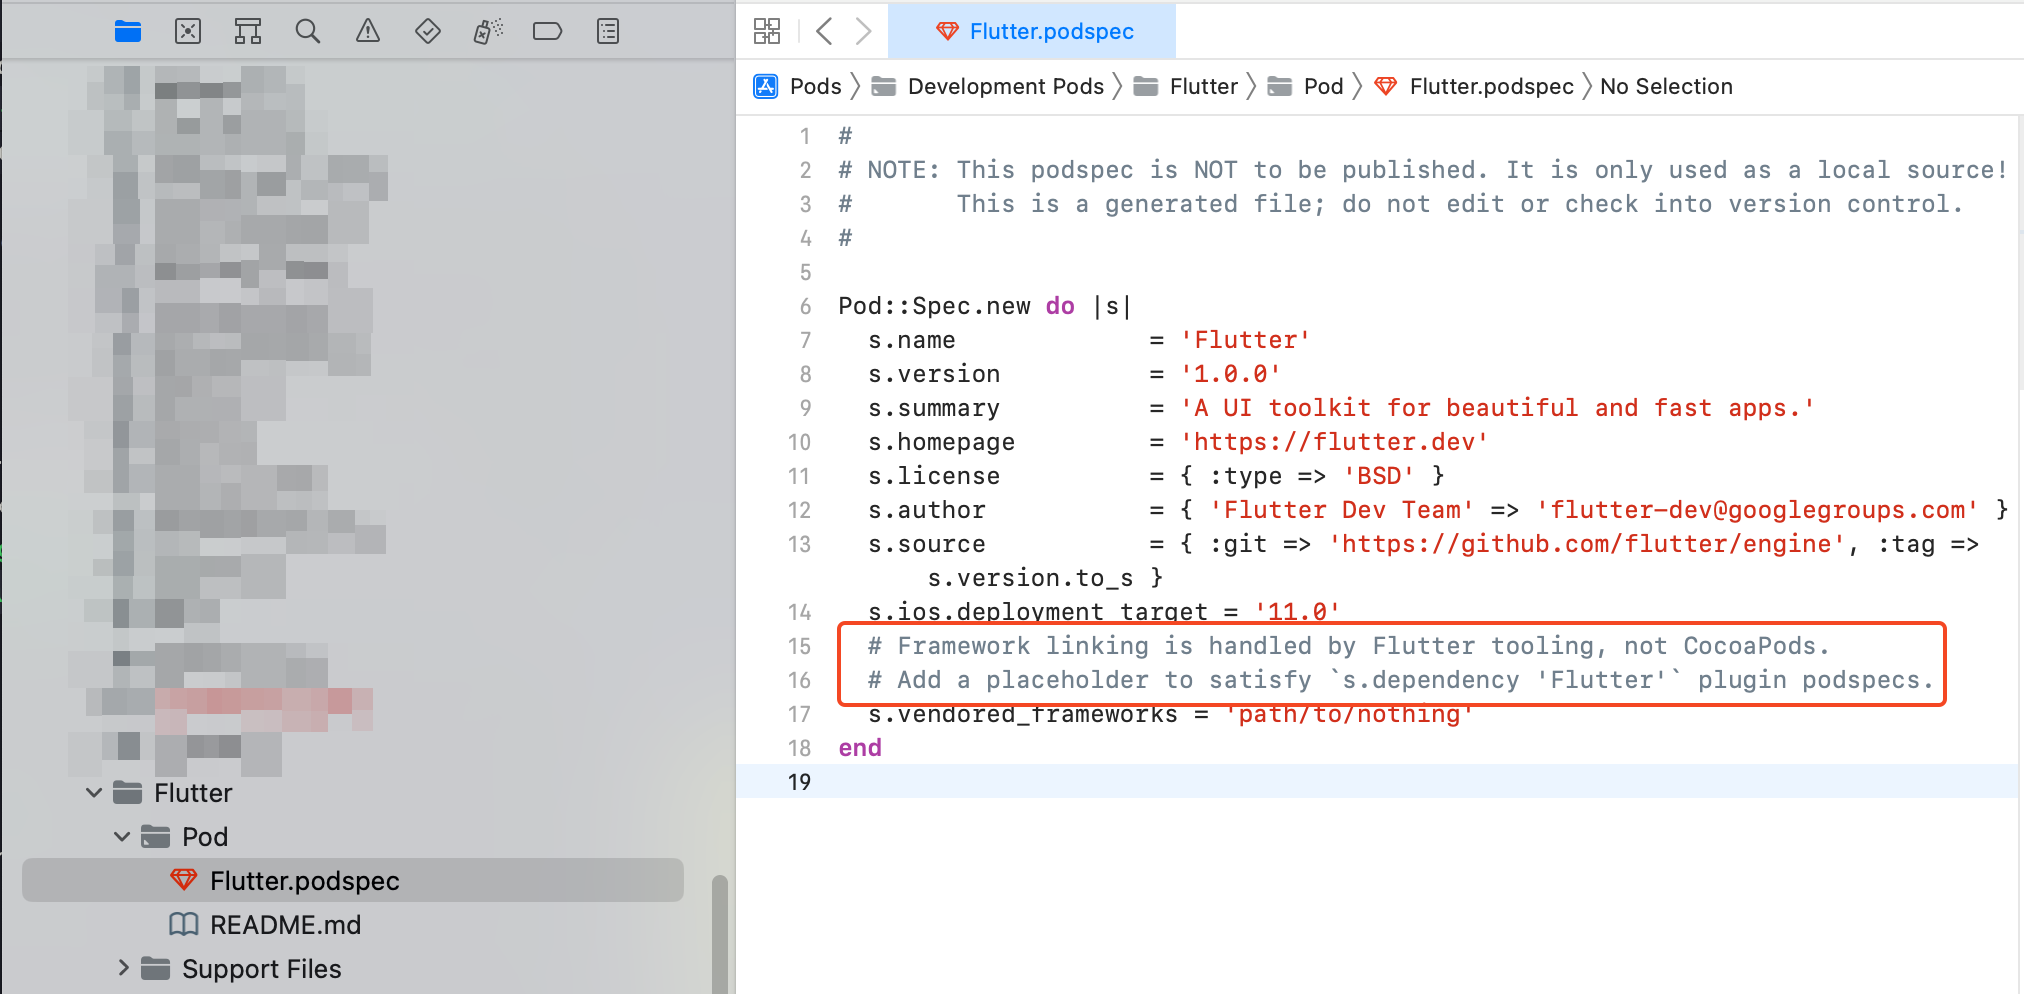 Flutter
Pod
Flutter.podspec
README.md
Support Files
Flutter.podspec
Pods
Development Pods
Flutter
Pod
Flutter.podspec
No Selection
1 #
2 # NOTE: This podspec is NOT to be published. It is only used as a local source!
3 #       This is a generated file; do not edit or check into version control.
4 #
5
6 Pod::Spec.new do |s|
7   s.name             = 'Flutter'
8   s.version          = '1.0.0'
9   s.summary          = 'A UI toolkit for beautiful and fast apps.'
10   s.homepage         = 'https://flutter.dev'
11   s.license          = { :type => 'BSD' }
12   s.author           = { 'Flutter Dev Team' => 'flutter-dev@googlegroups.com' }
13   s.source           = { :git => 'https://github.com/flutter/engine', :tag =>
      s.version.to_s }
14   s.ios.deployment_target = '11.0'
15   # Framework linking is handled by Flutter tooling, not CocoaPods.
16   # Add a placeholder to satisfy `s.dependency 'Flutter'` plugin podspecs.
17   s.vendored_frameworks = 'path/to/nothing'
18 end
19